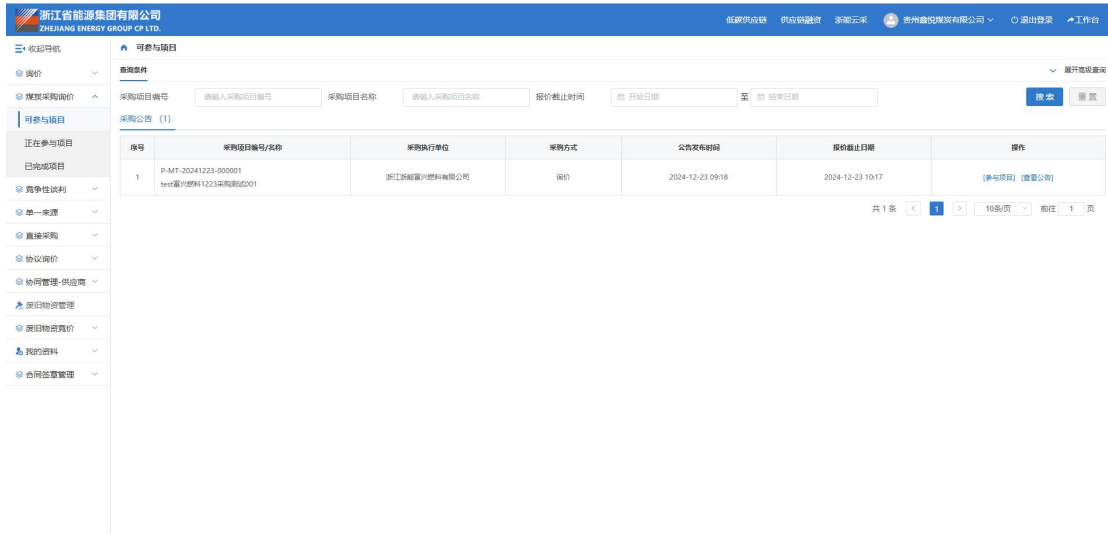 浙江省能源集团有限公司
ZHEJIANG ENERGY GROUP CP LTD.
低碳供应链 供应链融资 浙能云采 贵州鑫悦煤炭有限公司 退出登录 工作台
收起导航
询价
煤炭采购询价
可参与项目
正在参与项目
已完成项目
竞争性谈判
单一来源
直接采购
协议询价
协同管理-供应商
废旧物资管理
废旧物资竞价
我的资料
合同签章管理
可参与项目
查询条件 展开高级查询
采购项目编号 请输入采购项目编号 采购项目名称 请输入采购项目名称 报价截止时间 开始日期 至 结束日期 搜索 重置
采购公告 (1)
序号 采购项目编号/名称 采购执行单位 采购方式 公告发布时间 报价截止日期 操作
1 P-MT-20241223-000001 浙江浙能富兴燃料有限公司 询价 2024-12-23 09:18 2024-12-23 10:17 [参与项目] [查看公告]
test富兴燃料1223采购测试001
共 1 条 < 1 > 10条/页 前往 1 页